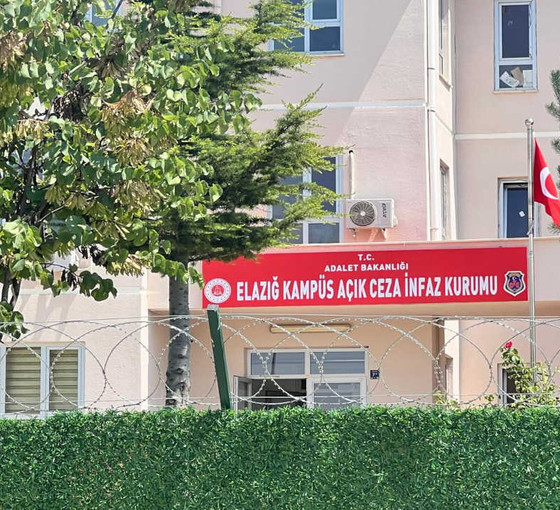 T.C.
ADALET BAKANLIĞI
ELAZIĞ KAMPÜS AÇIK CEZA İNFAZ KURUMU